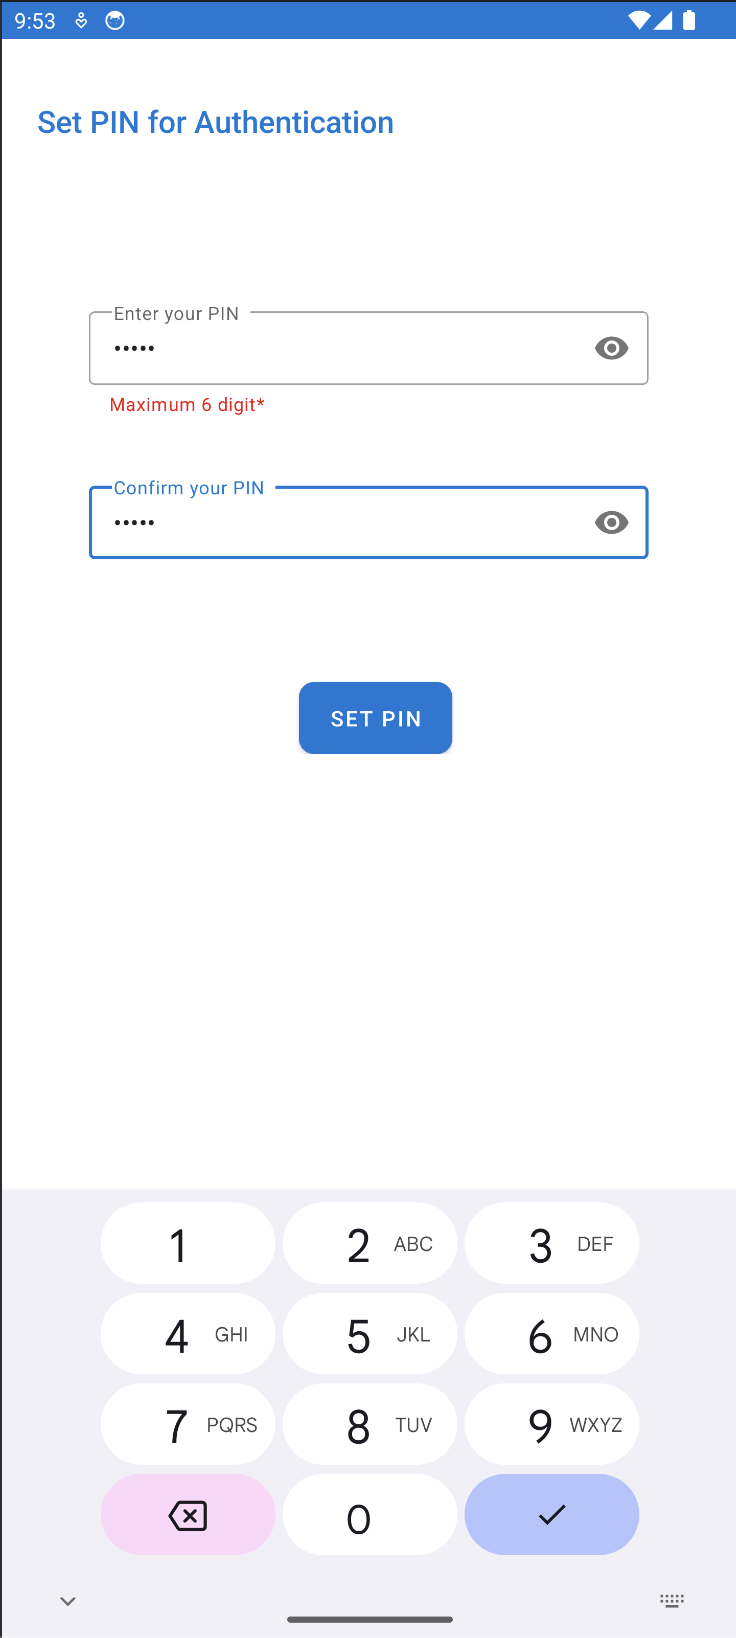 9:53
Set PIN for Authentication
Enter your PIN
•••••
Maximum 6 digit*
Confirm your PIN
•••••
SET PIN
1
2 ABC
3 DEF
4 GHI
5 JKL
6 MNO
7 PQRS
8 TUV
9 WXYZ
0